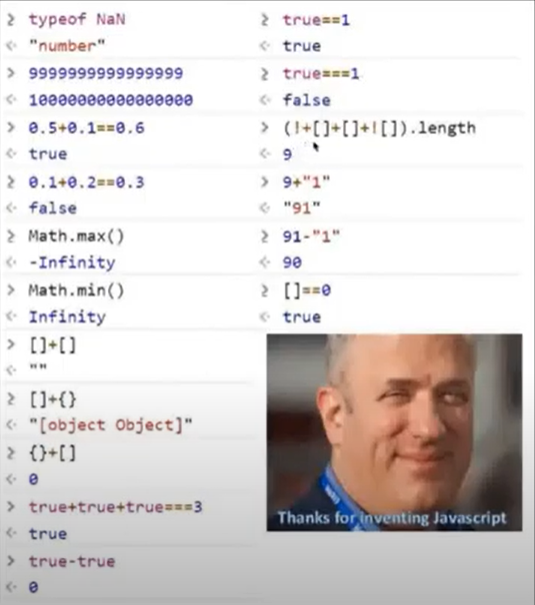 typeof NaN
"number"
9999999999999999
10000000000000000
0.5+0.1==0.6
true
0.1+0.2==0.3
false
Math.max()
-Infinity
Math.min()
Infinity
[]+[]
""
[]+{}
"[object Object]"
{}+[]
0
true+true+true===3
true
true-true
0
true==1
true
true===1
false
(!+[]+[]+![]).length
9
9+"1"
"91"
91-"1"
90
[]==0
true
Thanks for inventing Javascript